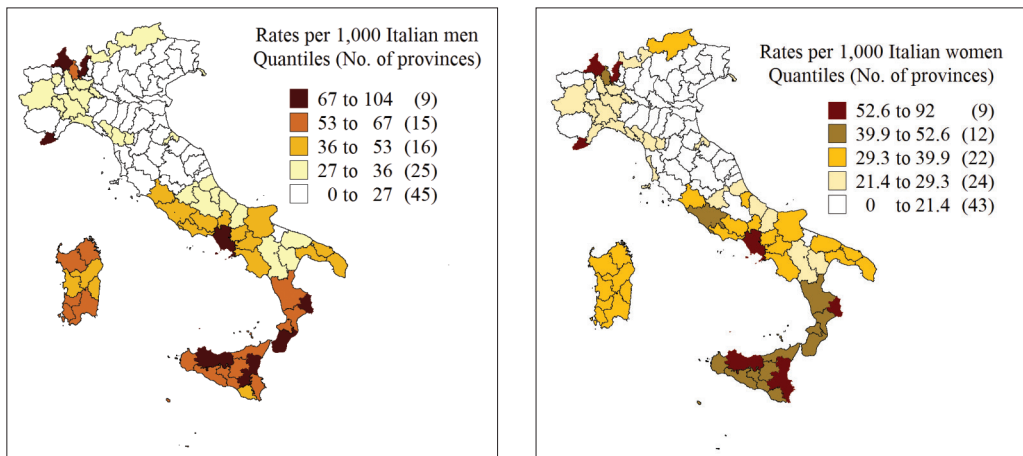 Rates per 1,000 Italian men
Quantiles (No. of provinces)
67 to 104 (9)
53 to 67 (15)
36 to 53 (16)
27 to 36 (25)
0 to 27 (45)
Rates per 1,000 Italian women
Quantiles (No. of provinces)
52.6 to 92 (9)
39.9 to 52.6 (12)
29.3 to 39.9 (22)
21.4 to 29.3 (24)
0 to 21.4 (43)